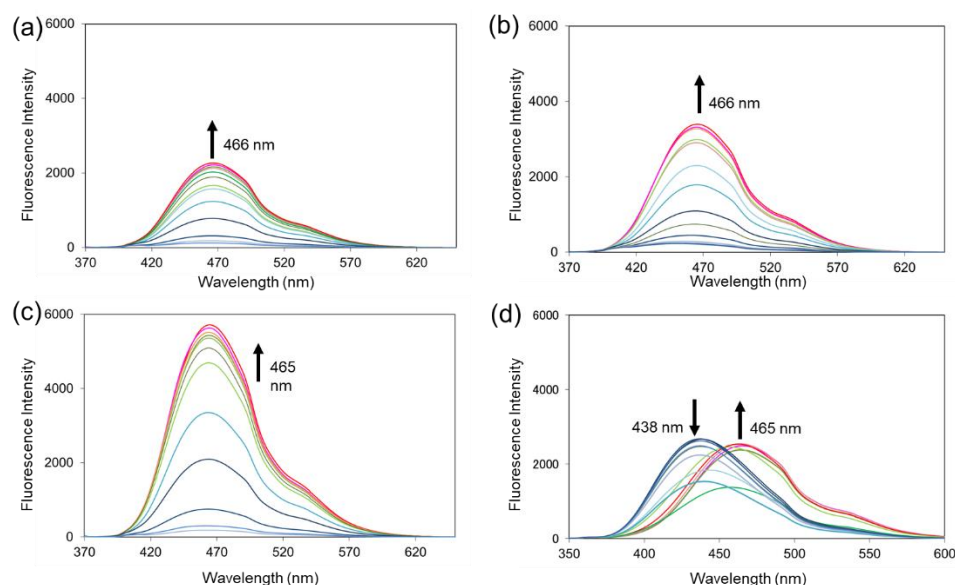 (a)
6000
4000
2000
0
466 nm
Fluorescence Intensity
370 420 470 520 570 620
Wavelength (nm)
(b)
6000
4000
2000
0
466 nm
Fluorescence Intensity
370 420 470 520 570 620
Wavelength (nm)
(c)
6000
4000
2000
0
465
nm
Fluorescence Intensity
370 420 470 520 570 620
Wavelength (nm)
(d)
6000
5000
4000
3000
2000
1000
0
438 nm
465 nm
Fluorescence Intensity
350 400 450 500 550 600
Wavelength (nm)